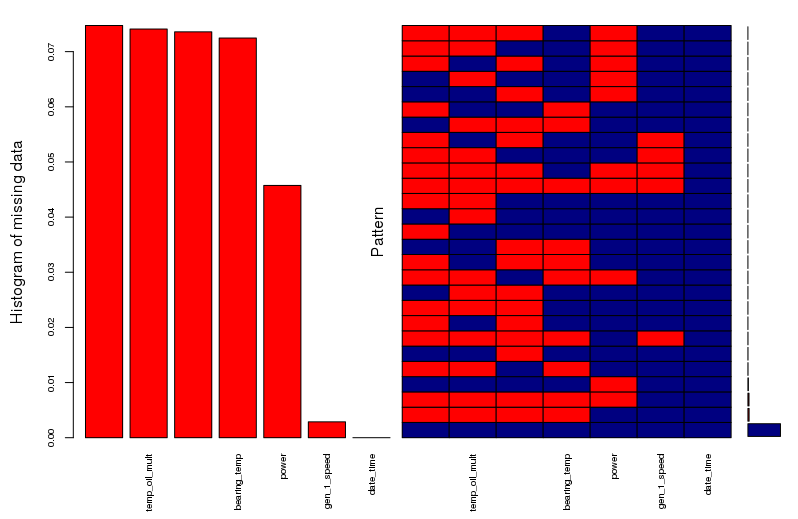 Histogram of missing data
0.07
0.06
0.05
0.04
0.03
0.02
0.01
0.00
temp_oil_mult
bearing_temp
power
gen_1_speed
date_time
Pattern
temp_oil_mult
bearing_temp
power
gen_1_speed
date_time